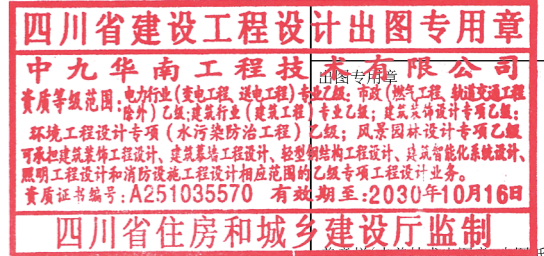 四川省建设工程设计出图专用章
中九华南工程技术有限公司
出图专用章
资质等级范围:电力行业(变电工程、送电工程)专业乙级;市政(燃气工程、轨道交通工程
除外)乙级;建筑行业(建筑工程)专业乙级;建筑装饰设计专项乙级;
环境工程设计专项(水污染防治工程)乙级;风景园林设计专项乙级
可承担建筑装饰工程设计、建筑幕墙工程设计、轻型钢结构工程设计、建筑智能化系统设计、
照明工程设计和消防设施工程设计相应范围的乙级专项工程设计业务。
资质证书编号:A251035570 有效期至:2030年10月16日
四川省住房和城乡建设厅监制